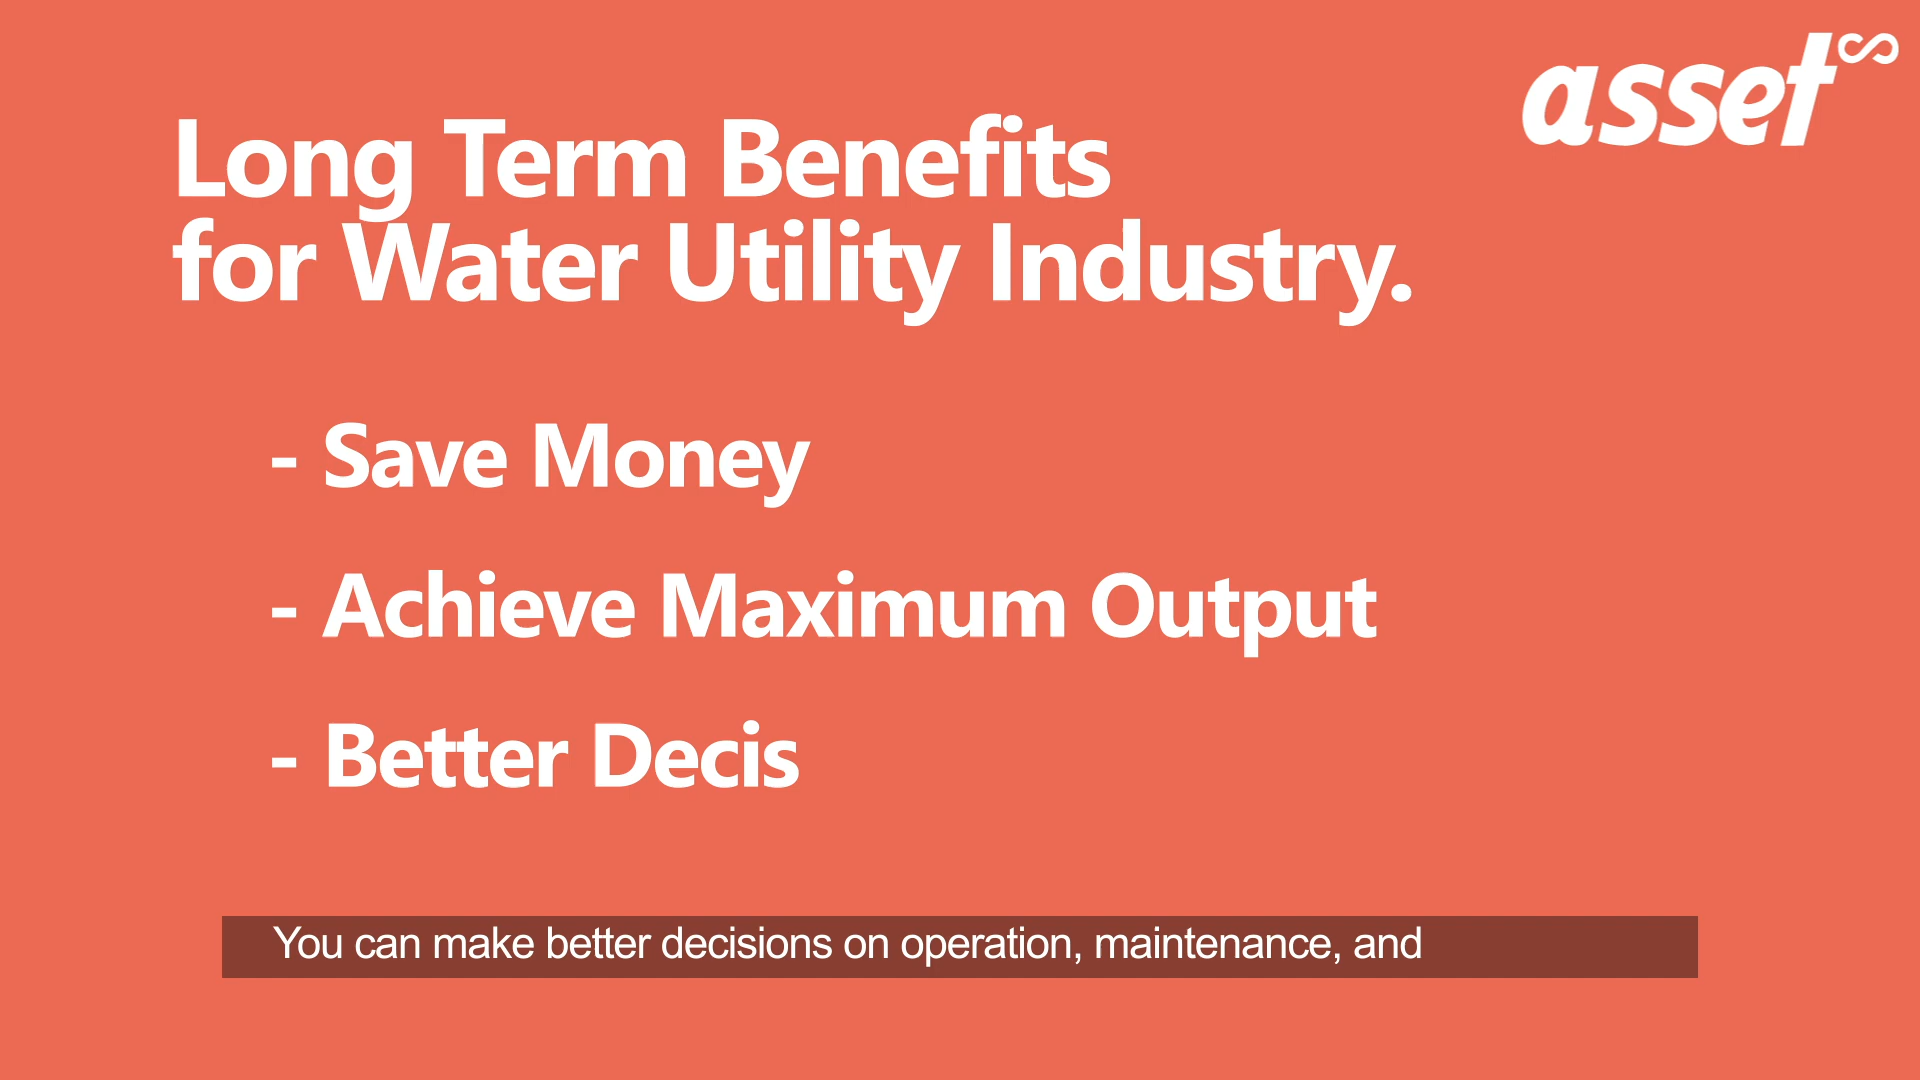 asset∞
Long Term Benefits
for Water Utility Industry.
- Save Money
- Achieve Maximum Output
- Better Decis
You can make better decisions on operation, maintenance, and